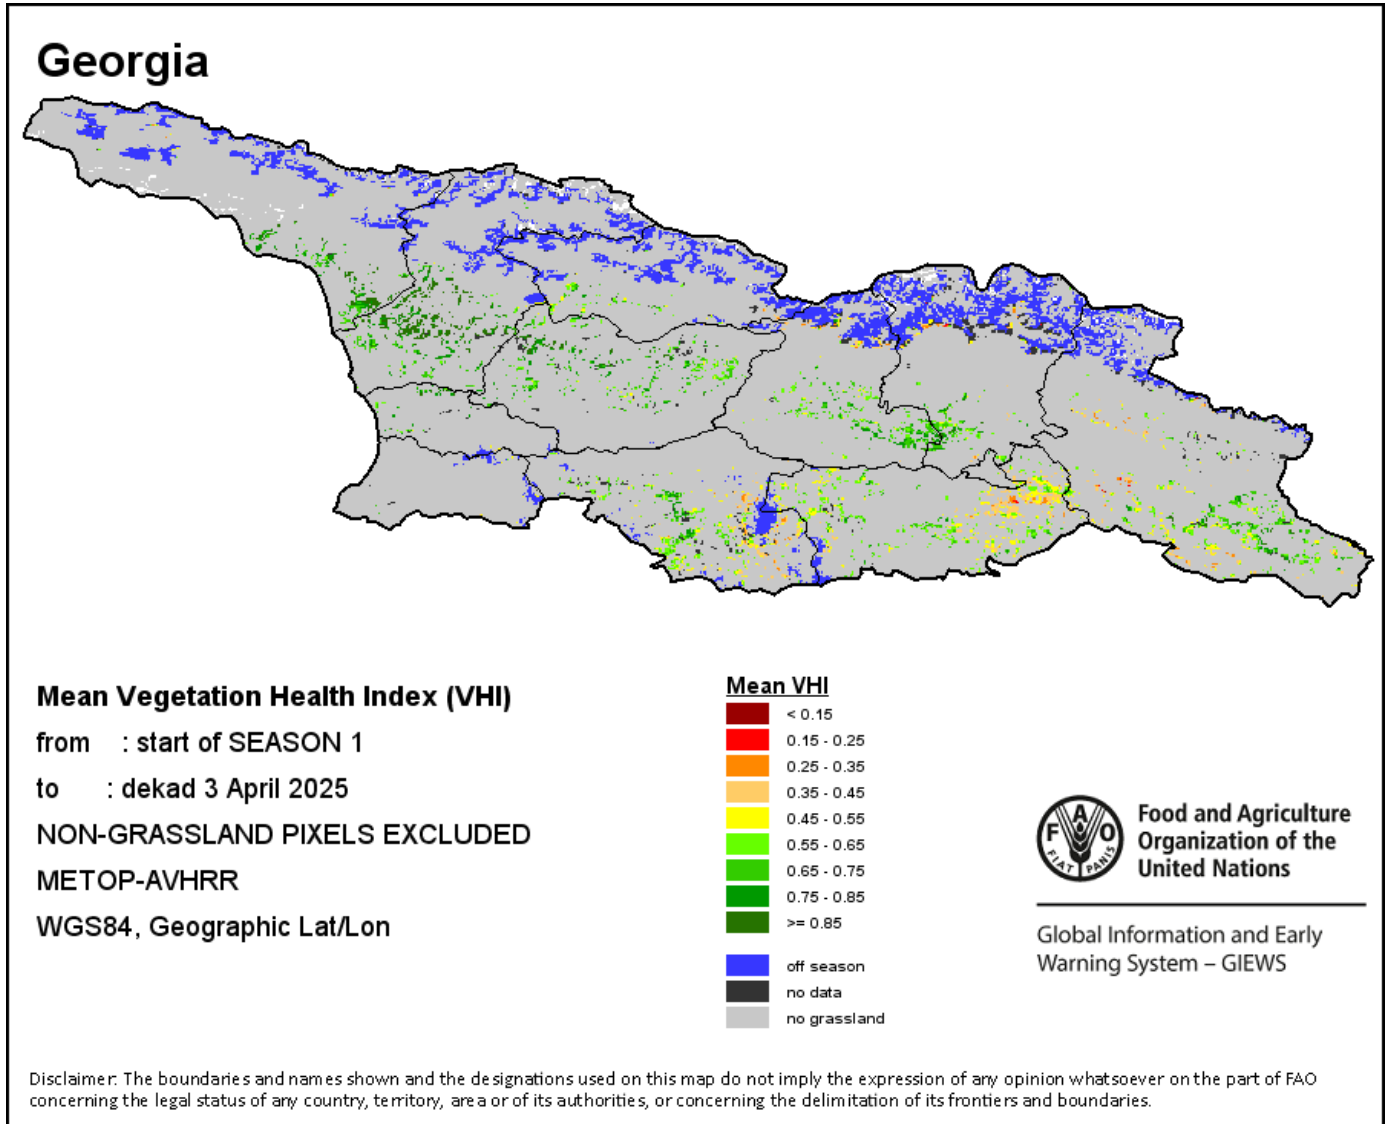 Georgia
Mean Vegetation Health Index (VHI)
from : start of SEASON 1
to : dekad 3 April 2025
NON-GRASSLAND PIXELS EXCLUDED
METOP-AVHRR
WGS84, Geographic Lat/Lon
Mean VHI
< 0.15
0.15 - 0.25
0.25 - 0.35
0.35 - 0.45
0.45 - 0.55
0.55 - 0.65
0.65 - 0.75
0.75 - 0.85
>= 0.85
off season
no data
no grassland
F A O
FIAT PANIS
Food and Agriculture
Organization of the
United Nations
Global Information and Early
Warning System – GIEWS
Disclaimer: The boundaries and names shown and the designations used on this map do not imply the expression of any opinion whatsoever on the part of FAO
concerning the legal status of any country, territory, area or of its authorities, or concerning the delimitation of its frontiers and boundaries.